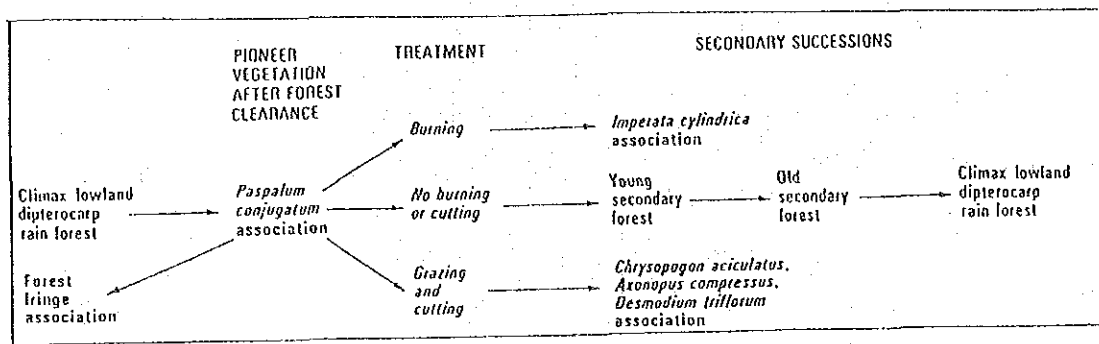 PIONEER
VEGETATION
AFTER FOREST
CLEARANCE
TREATMENT
SECONDARY SUCCESSIONS
Burning
Imperata cylindrica
association
Climax lowland
dipterocarp
rain forest
Paspalum
conjugatum
association
No burning
or cutting
Young
secondary
forest
Old
secondary
forest
Climax lowland
dipterocarp
rain forest
Forest
fringe
association
Grazing
and
cutting
Chrysopogon aciculatus,
Axonopus compressus,
Desmodium triflorum
association